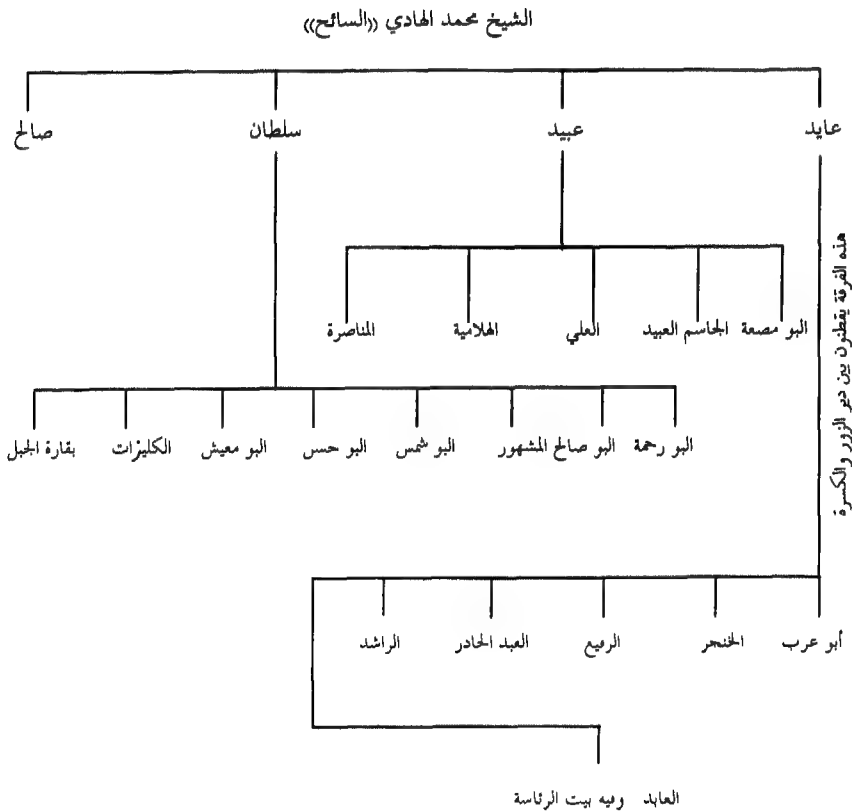 الشيخ محمد الهادي ((السائح))
عايد عبيد سلطان صالح
هذه الفرقة يقطنون بين دير الزور والكسرة
البو مصعة الجاسم العبيد العلي الهلامية المناصرة
البو رحمة البو صالح المشهور البو شمس البو حسن البو معيش الكليزات بقارة الجبل
أبو عرب الخنجر الرفيع العبد الحادر الراشد
العابد وفيه بيت الرئاسة